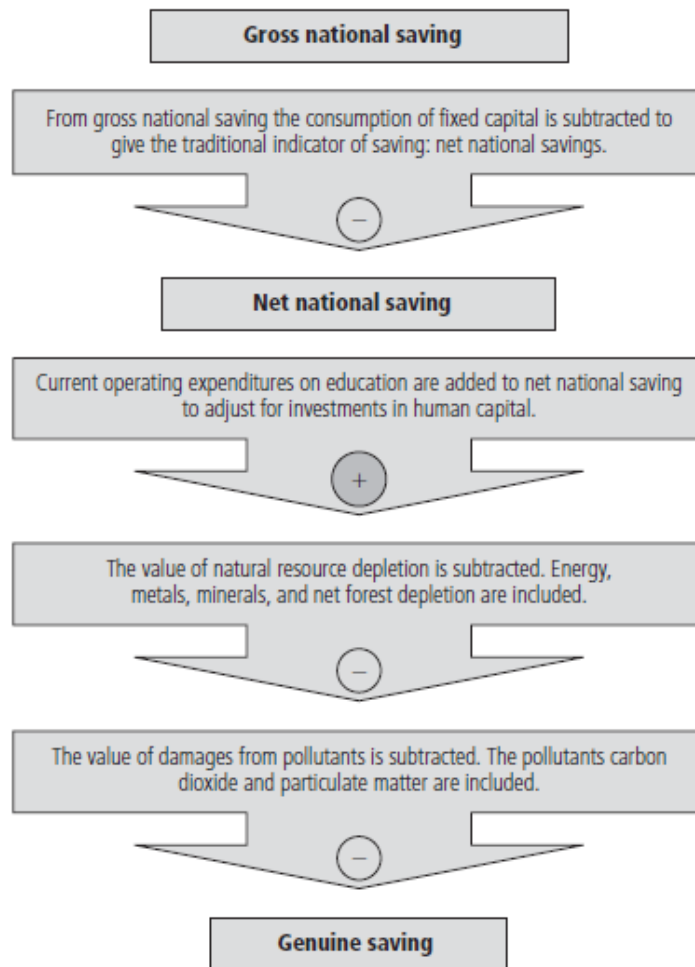 Gross national saving
From gross national saving the consumption of fixed capital is subtracted to
give the traditional indicator of saving: net national savings.
−
Net national saving
Current operating expenditures on education are added to net national saving
to adjust for investments in human capital.
+
The value of natural resource depletion is subtracted. Energy,
metals, minerals, and net forest depletion are included.
−
The value of damages from pollutants is subtracted. The pollutants carbon
dioxide and particulate matter are included.
−
Genuine saving